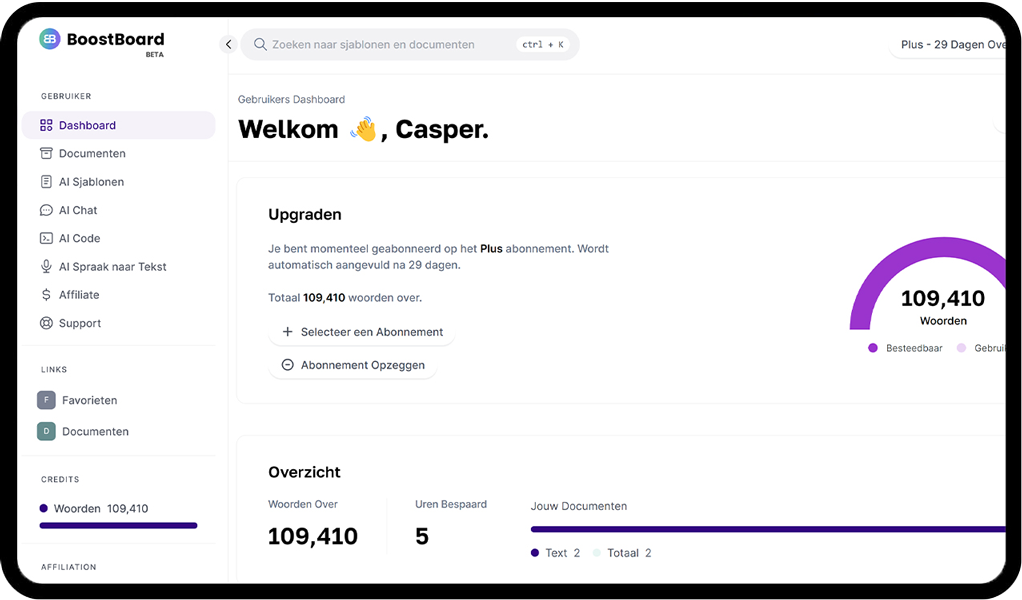 BoostBoard
BETA
GEBRUIKER
Dashboard
Documenten
AI Sjablonen
AI Chat
AI Code
AI Spraak naar Tekst
Affiliate
Support
LINKS
F Favorieten
D Documenten
CREDITS
Woorden 109,410
AFFILIATION
Zoeken naar sjablonen en documenten ctrl + K
Plus - 29 Dagen Ove
Gebruikers Dashboard
Welkom 👋, Casper.
Upgraden
Je bent momenteel geabonneerd op het Plus abonnement. Wordt
automatisch aangevuld na 29 dagen.
Totaal 109,410 woorden over.
+ Selecteer een Abonnement
Abonnement Opzeggen
109,410
Woorden
Besteedbaar Gebrui
Overzicht
Woorden Over
109,410
Uren Bespaard
5
Jouw Documenten
Text 2 Totaal 2